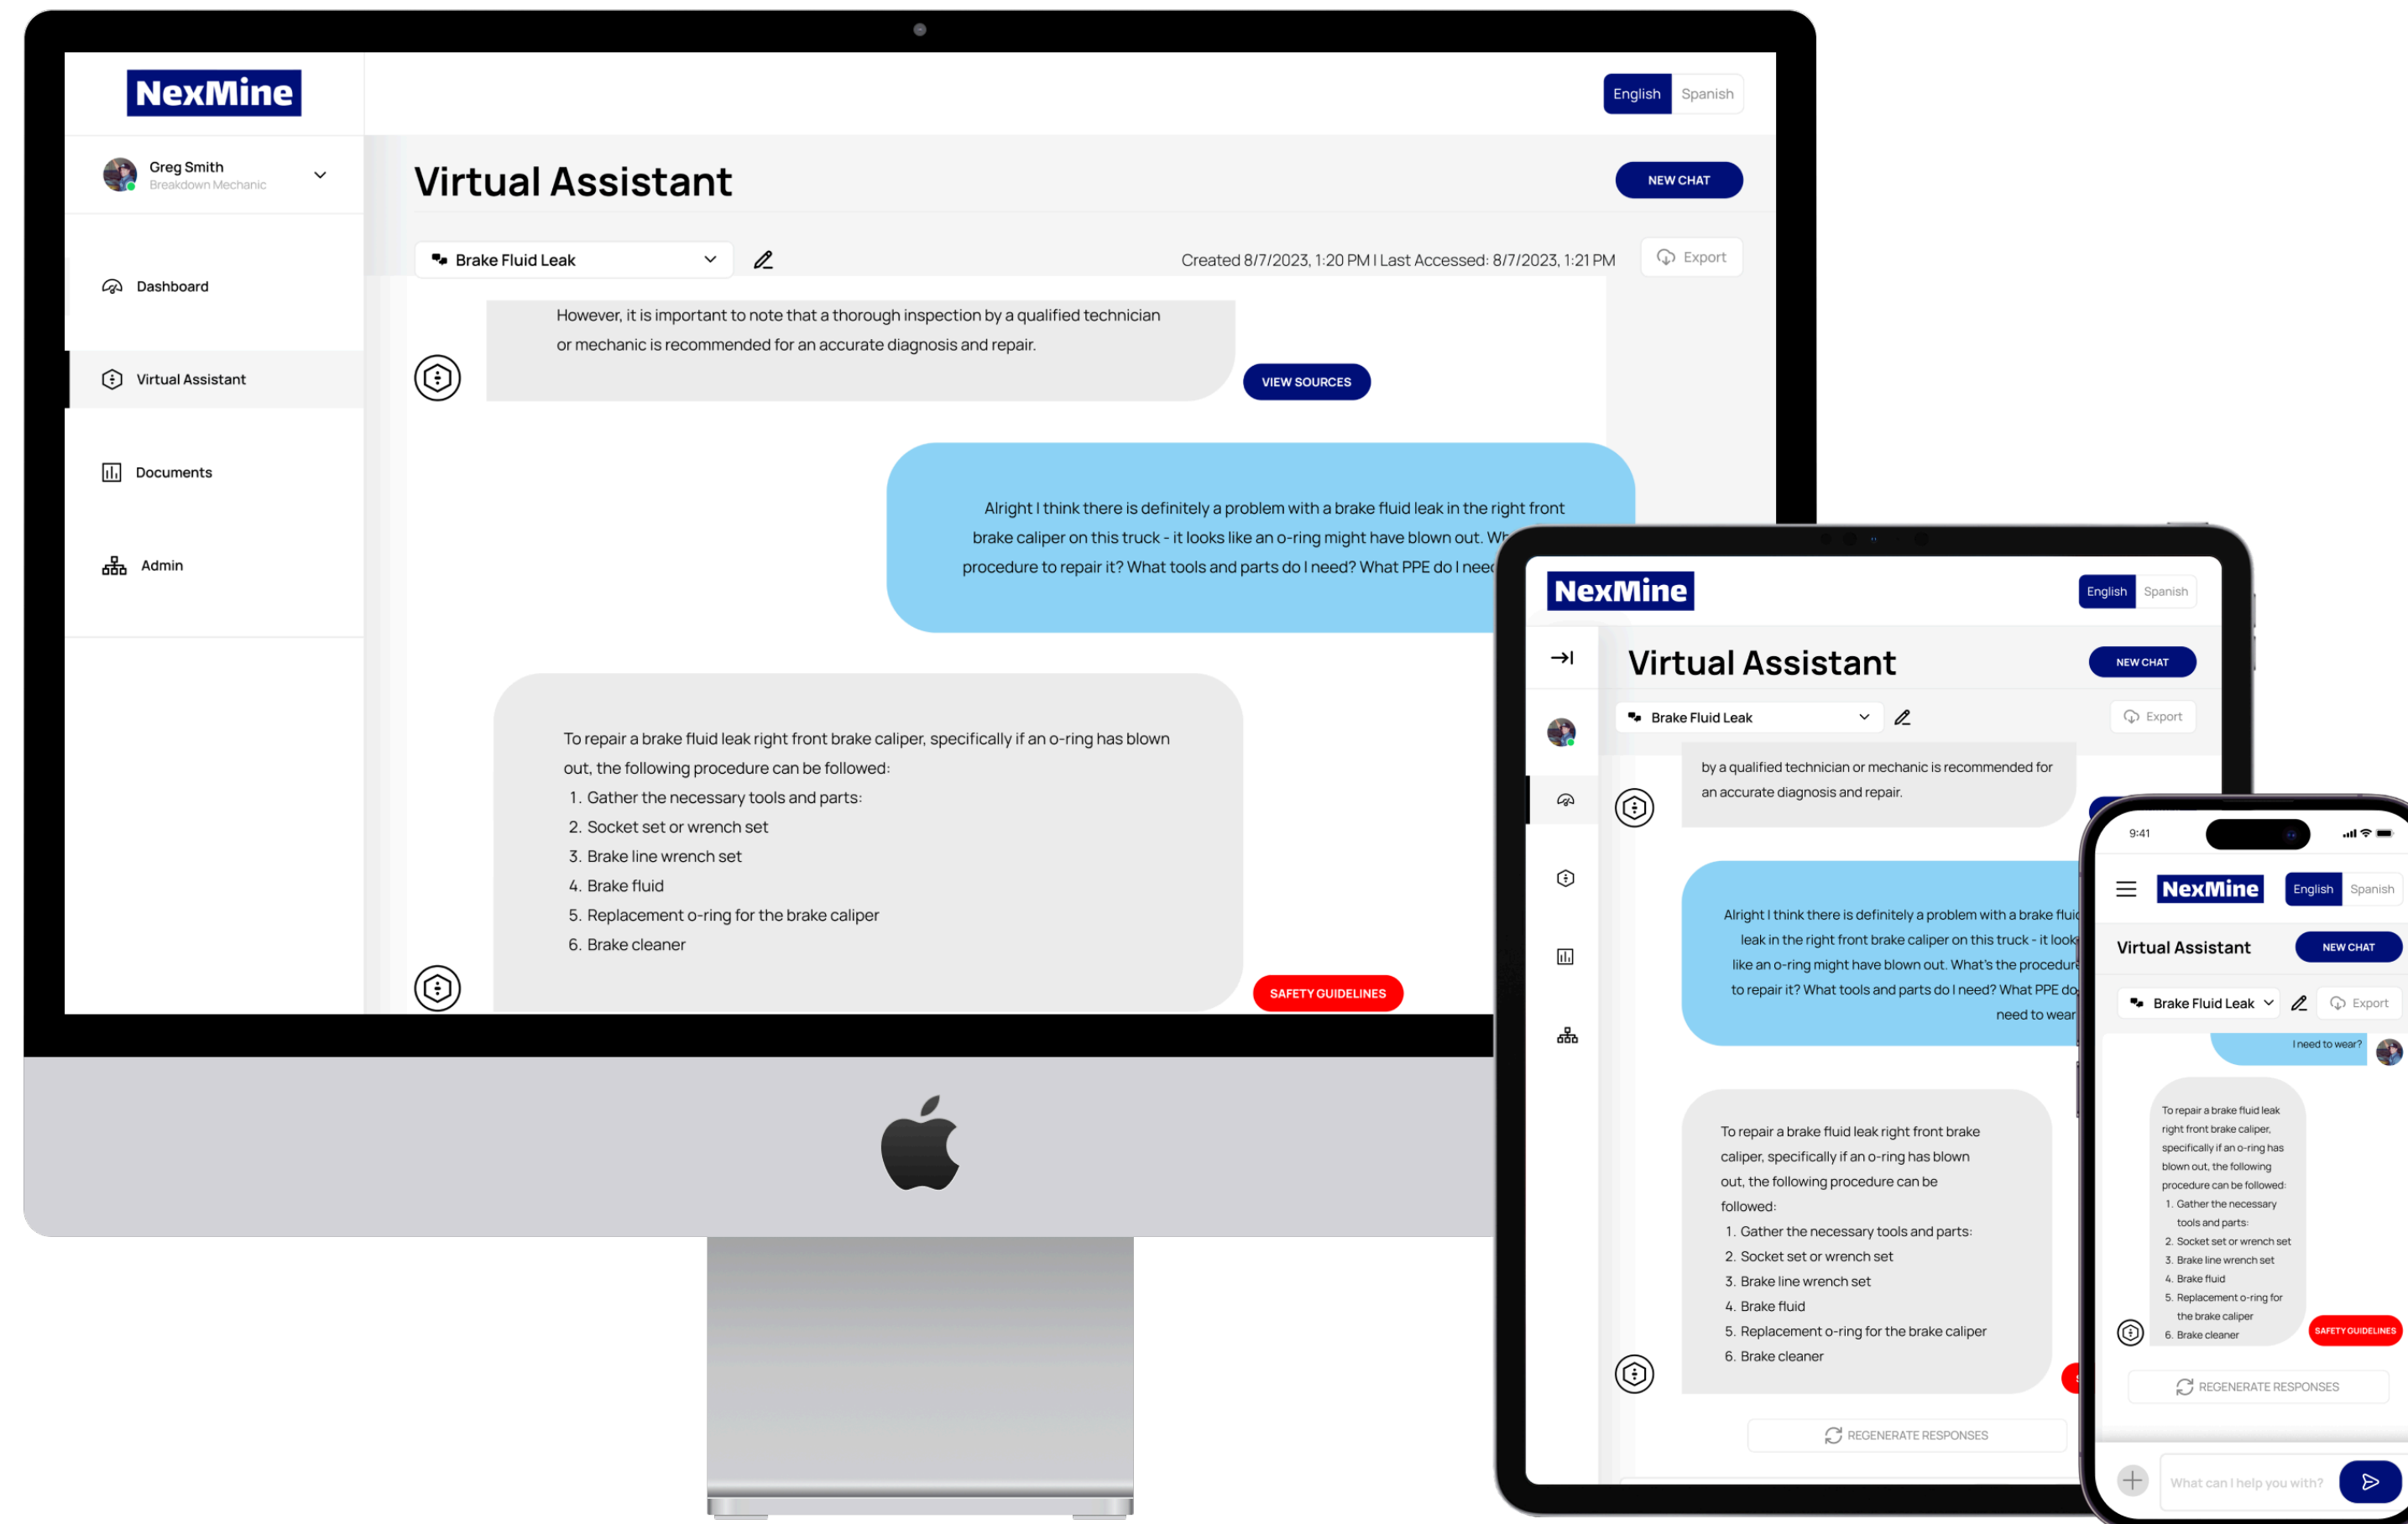 NexMine
English Spanish
Greg Smith
Breakdown Mechanic
Dashboard
Virtual Assistant
Documents
Admin
Virtual Assistant
NEW CHAT
Brake Fluid Leak
Created 8/7/2023, 1:20 PM | Last Accessed: 8/7/2023, 1:21 PM
Export
However, it is important to note that a thorough inspection by a qualified technician
or mechanic is recommended for an accurate diagnosis and repair.
VIEW SOURCES
Alright I think there is definitely a problem with a brake fluid leak in the right front
brake caliper on this truck - it looks like an o-ring might have blown out.
procedure to repair it? What tools and parts do I need? What PPE do I need
To repair a brake fluid leak right front brake caliper, specifically if an o-ring has blown
out, the following procedure can be followed:
1. Gather the necessary tools and parts:
2. Socket set or wrench set
3. Brake line wrench set
4. Brake fluid
5. Replacement o-ring for the brake caliper
6. Brake cleaner
SAFETY GUIDELINES
NexMine
English Spanish
Virtual Assistant
NEW CHAT
Brake Fluid Leak
Export
by a qualified technician or mechanic is recommended for
an accurate diagnosis and repair.
Alright I think there is definitely a problem with a brake fluid
leak in the right front brake caliper on this truck - it look
like an o-ring might have blown out. What's the procedure
to repair it? What tools and parts do I need? What PPE do
need to wear
To repair a brake fluid leak right front brake
caliper, specifically if an o-ring has blown
out, the following procedure can be
followed:
1. Gather the necessary tools and parts:
2. Socket set or wrench set
3. Brake line wrench set
4. Brake fluid
5. Replacement o-ring for the brake caliper
6. Brake cleaner
REGENERATE RESPONSES
9:41
NexMine
English Spanish
Virtual Assistant
NEW CHAT
Brake Fluid Leak
Export
I need to wear?
To repair a brake fluid leak
right front brake caliper,
specifically if an o-ring has
blown out, the following
procedure can be followed:
1. Gather the necessary
tools and parts:
2. Socket set or wrench set
3. Brake line wrench set
4. Brake fluid
5. Replacement o-ring for
the brake caliper
6. Brake cleaner
SAFETY GUIDELINES
REGENERATE RESPONSES
What can I help you with?